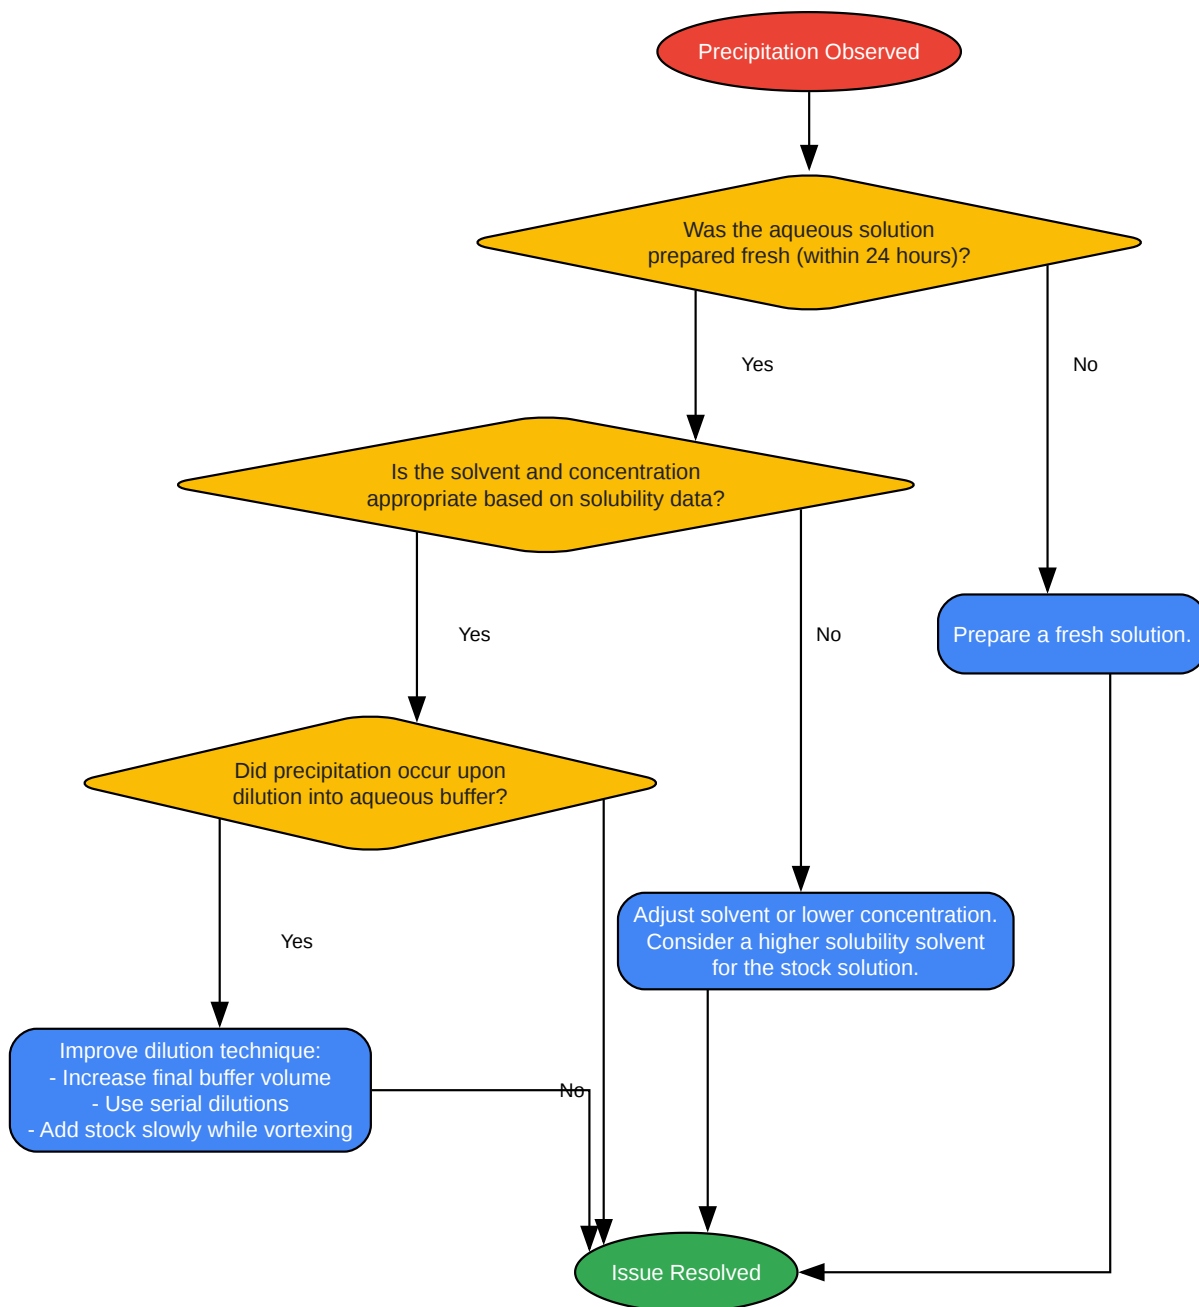 Precipitation Observed
Was the aqueous solution
prepared fresh (within 24 hours)?
Yes
No
Is the solvent and concentration
appropriate based on solubility data?
Yes
No
Prepare a fresh solution.
Did precipitation occur upon
dilution into aqueous buffer?
Yes
Adjust solvent or lower concentration.
Consider a higher solubility solvent
for the stock solution.
Improve dilution technique:
- Increase final buffer volume
- Use serial dilutions
- Add stock slowly while vortexing
No
Issue Resolved